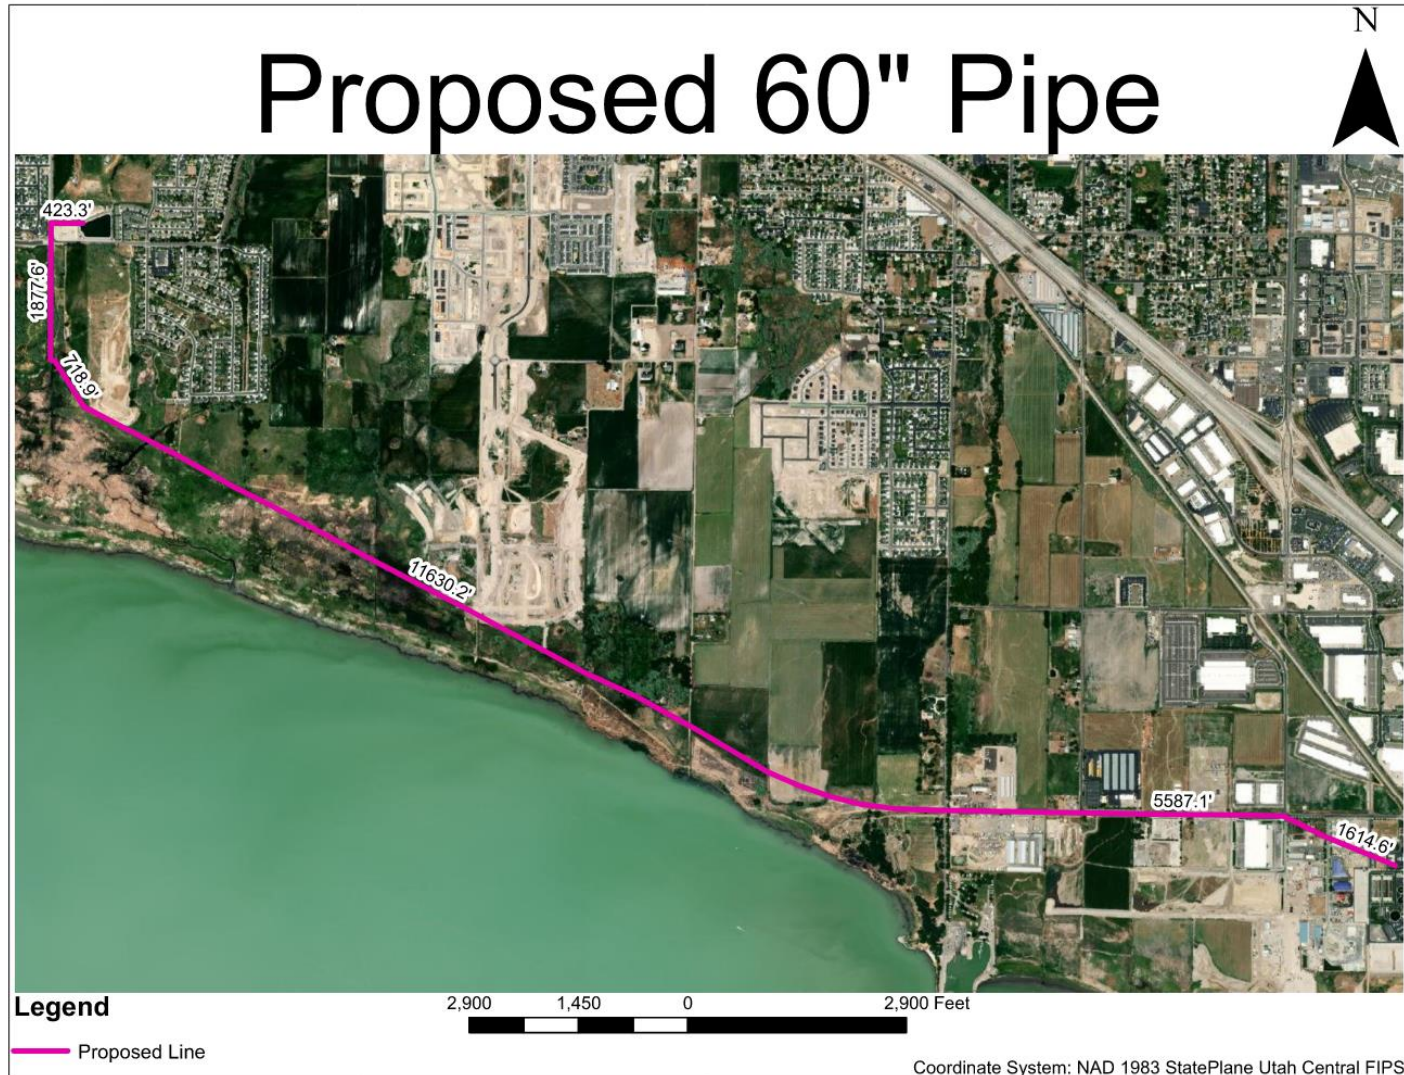 N
Proposed 60" Pipe
423.3'
1877.6'
718.9'
11630.2'
5587.1'
1614.6'
Legend
2,900 1,450 0 2,900 Feet
Proposed Line
Coordinate System: NAD 1983 StatePlane Utah Central FIPS